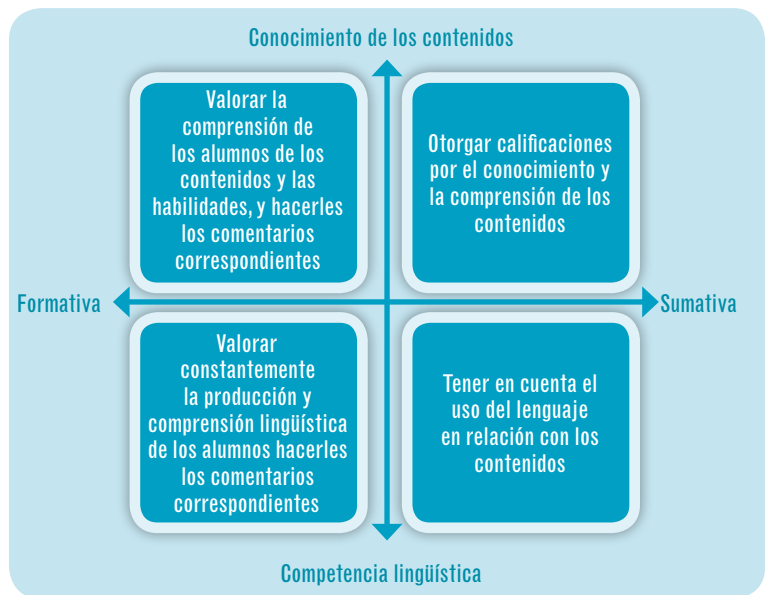 Conocimiento de los contenidos
Valorar la
comprensión de
los alumnos de los
contenidos y las
habilidades, y hacerles
los comentarios
correspondientes
Otorgar calificaciones
por el conocimiento y
la comprensión de los
contenidos
Formativa
Sumativa
Valorar
constantemente
la producción y
comprensión lingüística
de los alumnos hacerles
los comentarios
correspondientes
Tener en cuenta el
uso del lenguaje
en relación con los
contenidos
Competencia lingüística